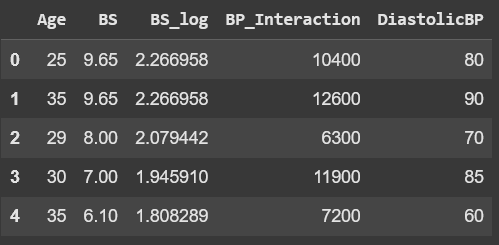 Age BS BS_log BP_Interaction DiastolicBP
0 25 9.65 2.266958 10400 80
1 35 9.65 2.266958 12600 90
2 29 8.00 2.079442 6300 70
3 30 7.00 1.945910 11900 85
4 35 6.10 1.808289 7200 60